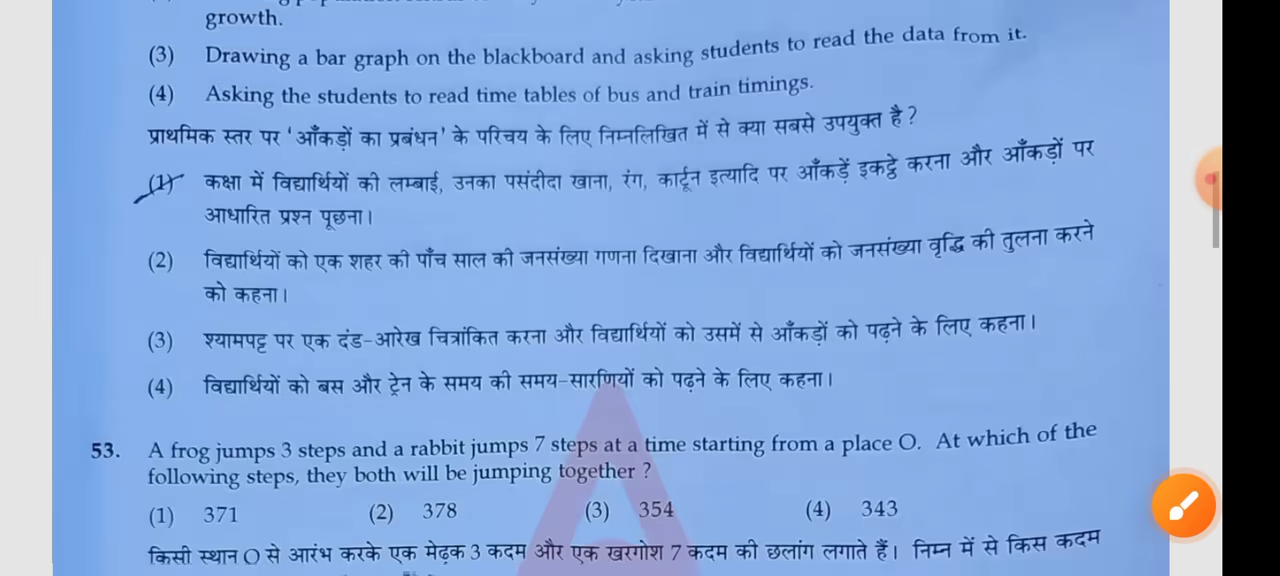 growth.
(3) Drawing a bar graph on the blackboard and asking students to read the data from it.
(4) Asking the students to read time tables of bus and train timings.
प्राथमिक स्तर पर 'आँकड़ों का प्रबंधन' के परिचय के लिए निम्नलिखित में से क्या सबसे उपयुक्त है ?
(1) कक्षा में विद्यार्थियों की लम्बाई, उनका पसंदीदा खाना, रंग, कार्टून इत्यादि पर आँकड़ें इकट्ठे करना और आँकड़ों पर
आधारित प्रश्न पूछना।
(2) विद्यार्थियों को एक शहर की पाँच साल की जनसंख्या गणना दिखाना और विद्यार्थियों को जनसंख्या वृद्धि की तुलना करने
को कहना।
(3) श्यामपट्ट पर एक दंड-आरेख चित्रांकित करना और विद्यार्थियों को उसमें से आँकड़ों को पढ़ने के लिए कहना।
(4) विद्यार्थियों को बस और ट्रेन के समय की समय-सारणियों को पढ़ने के लिए कहना।
53. A frog jumps 3 steps and a rabbit jumps 7 steps at a time starting from a place O. At which of the
following steps, they both will be jumping together ?
(1) 371 (2) 378 (3) 354 (4) 343
किसी स्थान O से आरंभ करके एक मेढ़क 3 कदम और एक खरगोश 7 कदम की छलांग लगाते हैं। निम्न में से किस कदम